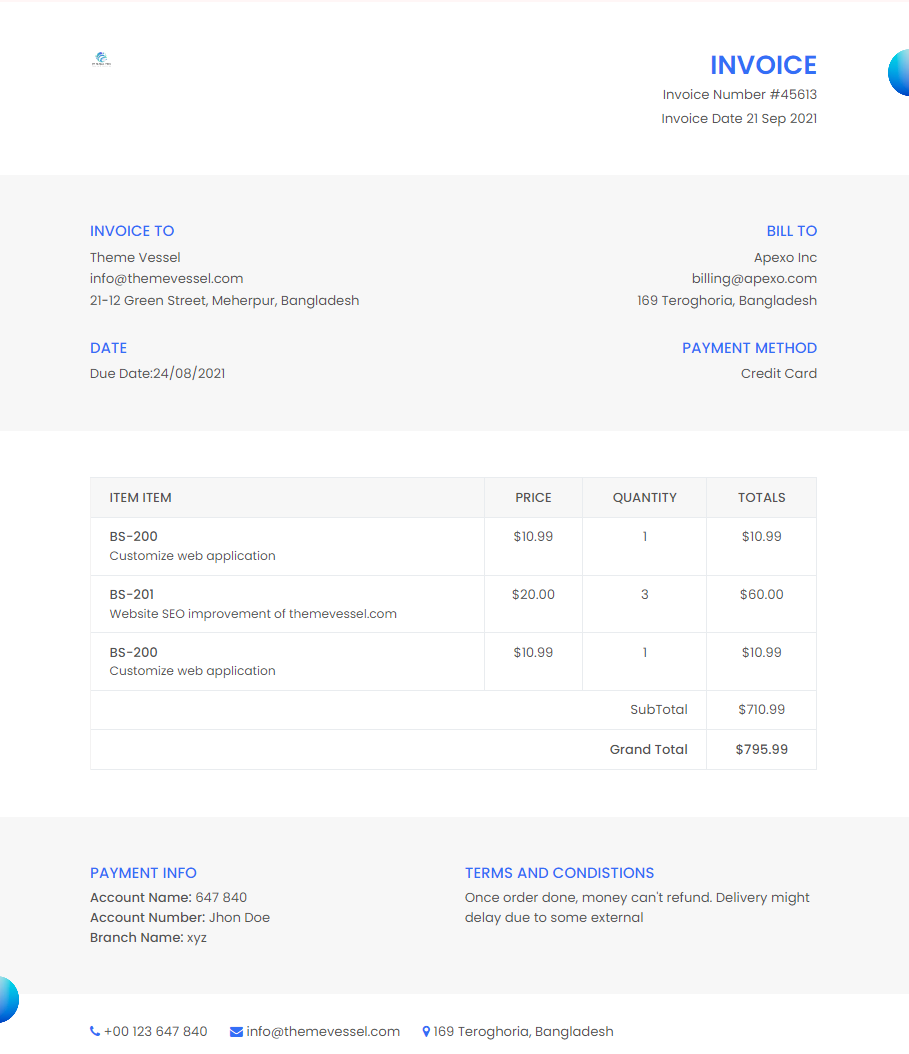 INVOICE
Invoice Number #45613
Invoice Date 21 Sep 2021
INVOICE TO
Theme Vessel
info@themevessel.com
21-12 Green Street, Meherpur, Bangladesh
BILL TO
Apexo Inc
billing@apexo.com
169 Teroghoria, Bangladesh
DATE
Due Date:24/08/2021
PAYMENT METHOD
Credit Card
ITEM ITEM PRICE QUANTITY TOTALS
BS-200 $10.99 1 $10.99
Customize web application
BS-201 $20.00 3 $60.00
Website SEO improvement of themevessel.com
BS-200 $10.99 1 $10.99
Customize web application
SubTotal $710.99
Grand Total $795.99
PAYMENT INFO
Account Name: 647 840
Account Number: Jhon Doe
Branch Name: xyz
TERMS AND CONDISTIONS
Once order done, money can't refund. Delivery might
delay due to some external
+00 123 647 840 info@themevessel.com 169 Teroghoria, Bangladesh